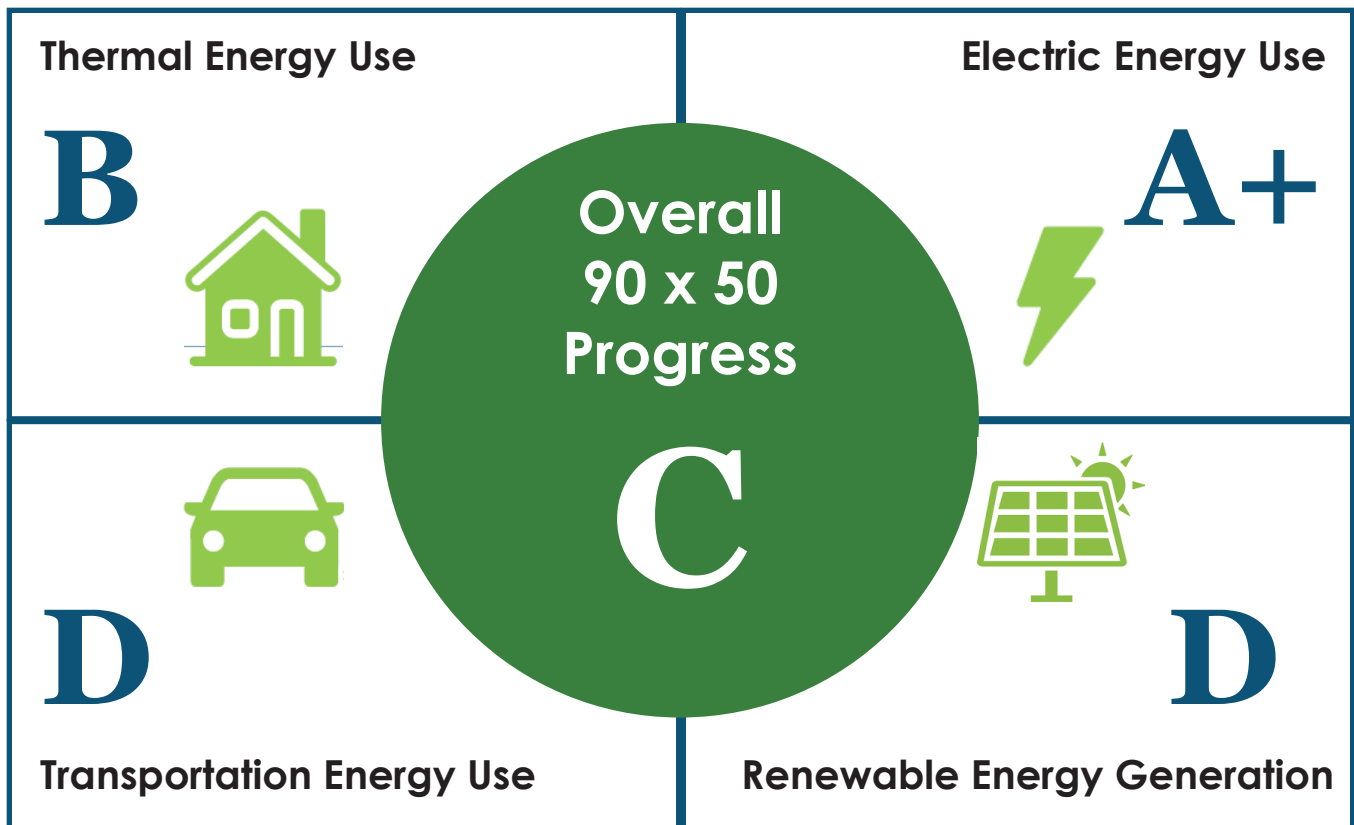 Thermal Energy Use
B
Electric Energy Use
A+
Overall
90 x 50
Progress
C
D
Transportation Energy Use
D
Renewable Energy Generation